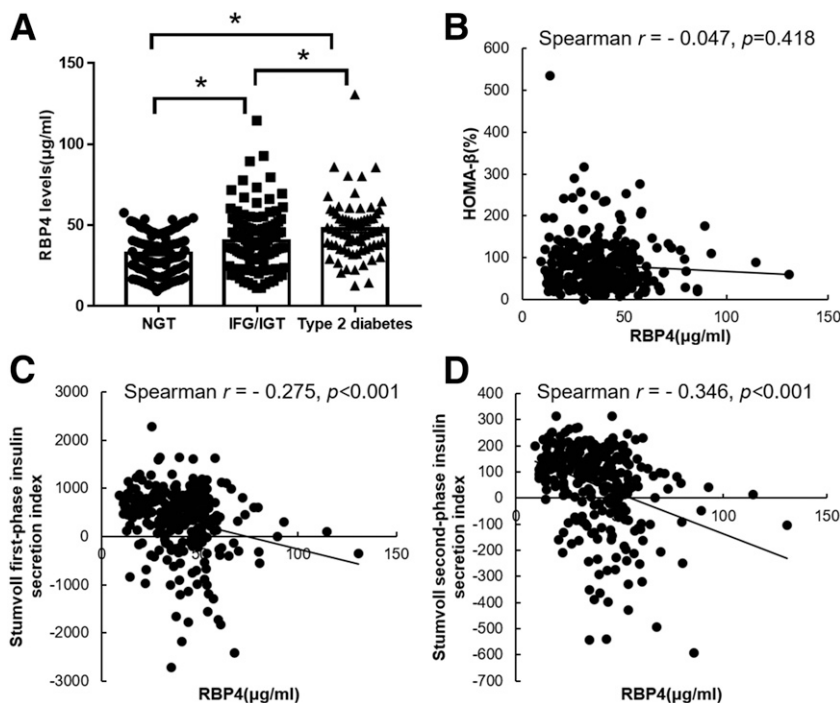 A
*
*
*
RBP4 levels(µg/ml)
150
100
50
0
NGT
IFG/IGT
Type 2 diabetes
B
Spearman r = - 0.047, p=0.418
HOMA-β(%)
600
500
400
300
200
100
0
0
50
100
150
RBP4(µg/ml)
C
Spearman r = - 0.275, p<0.001
Stumvoll first-phase insulin
secretion index
3000
2000
1000
0
-1000
-2000
-3000
0
50
100
150
RBP4(µg/ml)
D
Spearman r = - 0.346, p<0.001
Stumvoll second-phase insulin
secretion index
400
300
200
100
0
-100
-200
-300
-400
-500
-600
-700
0
50
100
150
RBP4(µg/ml)